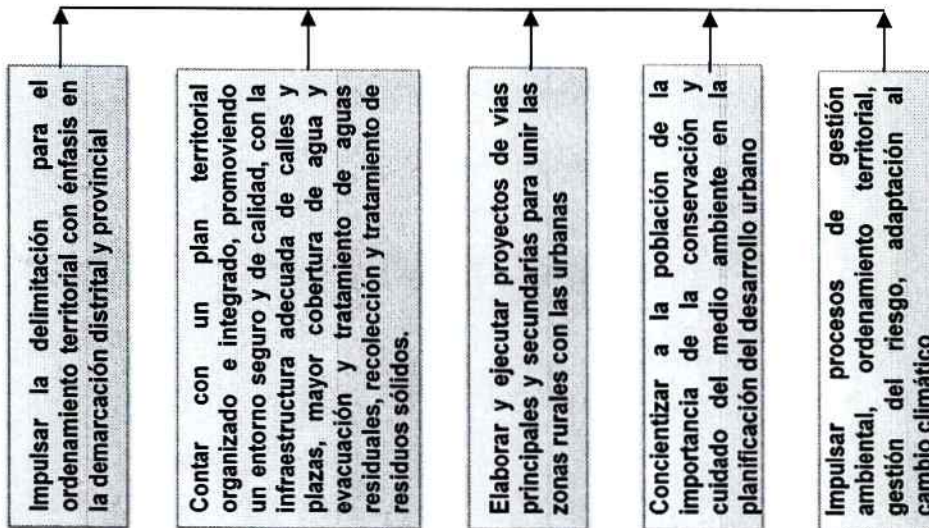 Impulsar la delimitación para el
ordenamiento territorial con énfasis en
la demarcación distrital y provincial
Contar con un plan territorial
organizado e integrado, promoviendo
un entorno seguro y de calidad, con la
infraestructura adecuada de calles y
plazas, mayor cobertura de agua y
evacuación y tratamiento de aguas
residuales, recolección y tratamiento de
residuos sólidos.
Elaborar y ejecutar proyectos de vías
principales y secundarias para unir las
zonas rurales con las urbanas
Concientizar a la población de la
importancia de la conservación y
cuidado del medio ambiente en la
planificación del desarrollo urbano
Impulsar procesos de gestión
ambiental, ordenamiento territorial,
gestión del riesgo, adaptación al
cambio climático